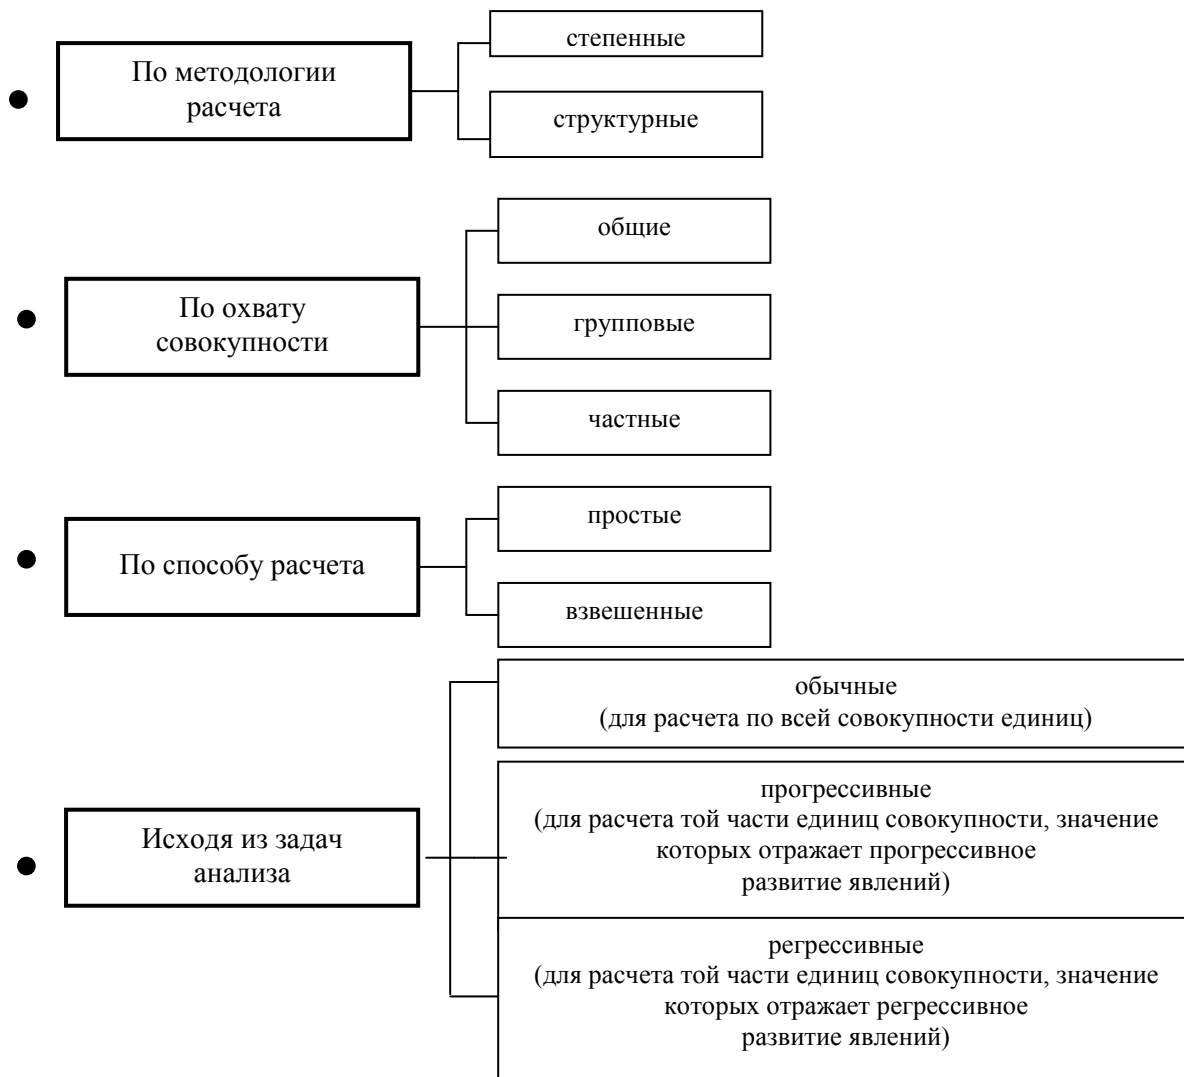 По методологии
расчета
степенные
структурные
По охвату
совокупности
общие
групповые
частные
По способу расчета
простые
взвешенные
Исходя из задач
анализа
обычные
(для расчета по всей совокупности единиц)
прогрессивные
(для расчета той части единиц совокупности, значение
которых отражает прогрессивное
развитие явлений)
регрессивные
(для расчета той части единиц совокупности, значение
которых отражает регрессивное
развитие явлений)